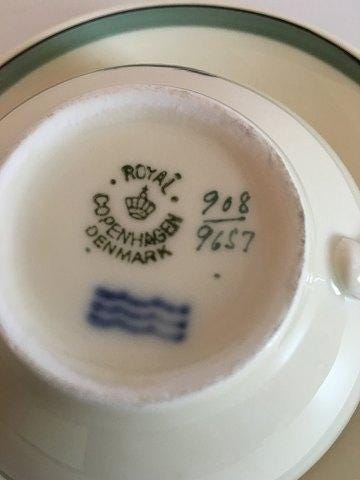 ROYAL
COPENHAGEN
DENMARK
908
9657